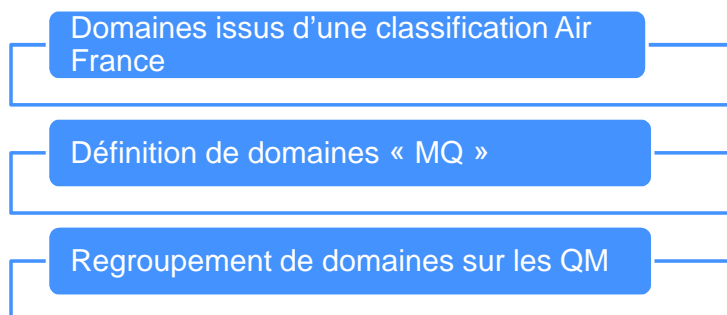 Domaines issus d’une classification Air
France
Définition de domaines « MQ »
Regroupement de domaines sur les QM